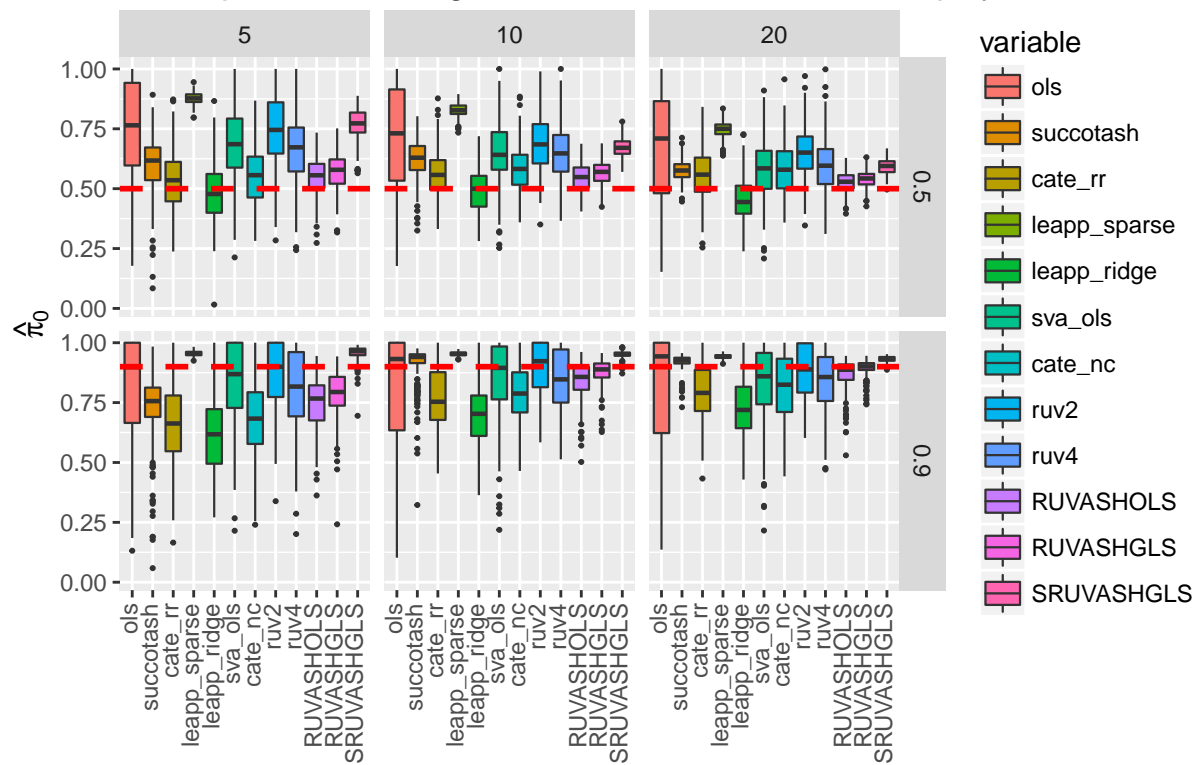 5
10
20
1.00
0.75
0.50
0.25
0.00
0.5
1.00
0.75
0.50
0.25
0.00
0.9
π̂0
ols
succotash
cate_rr
leapp_sparse
leapp_ridge
sva_ols
cate_nc
ruv2
ruv4
RUVASHOLS
RUVASHGLS
SRUVASHGLS
ols
succotash
cate_rr
leapp_sparse
leapp_ridge
sva_ols
cate_nc
ruv2
ruv4
RUVASHOLS
RUVASHGLS
SRUVASHGLS
ols
succotash
cate_rr
leapp_sparse
leapp_ridge
sva_ols
cate_nc
ruv2
ruv4
RUVASHOLS
RUVASHGLS
SRUVASHGLS
variable
ols
succotash
cate_rr
leapp_sparse
leapp_ridge
sva_ols
cate_nc
ruv2
ruv4
RUVASHOLS
RUVASHGLS
SRUVASHGLS